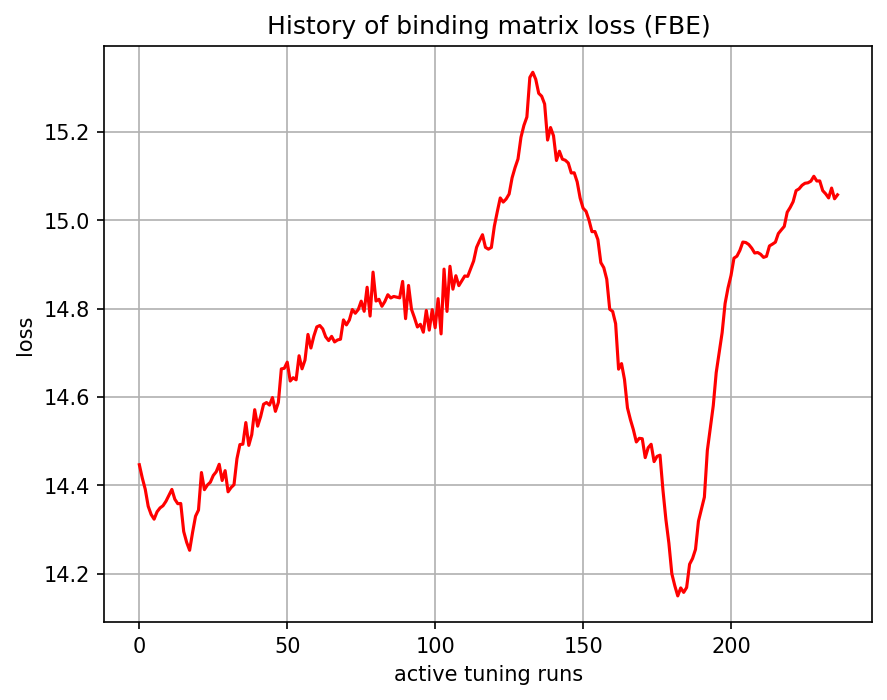 History of binding matrix loss (FBE)
loss
15.2
15.0
14.8
14.6
14.4
14.2
0 50 100 150 200
active tuning runs